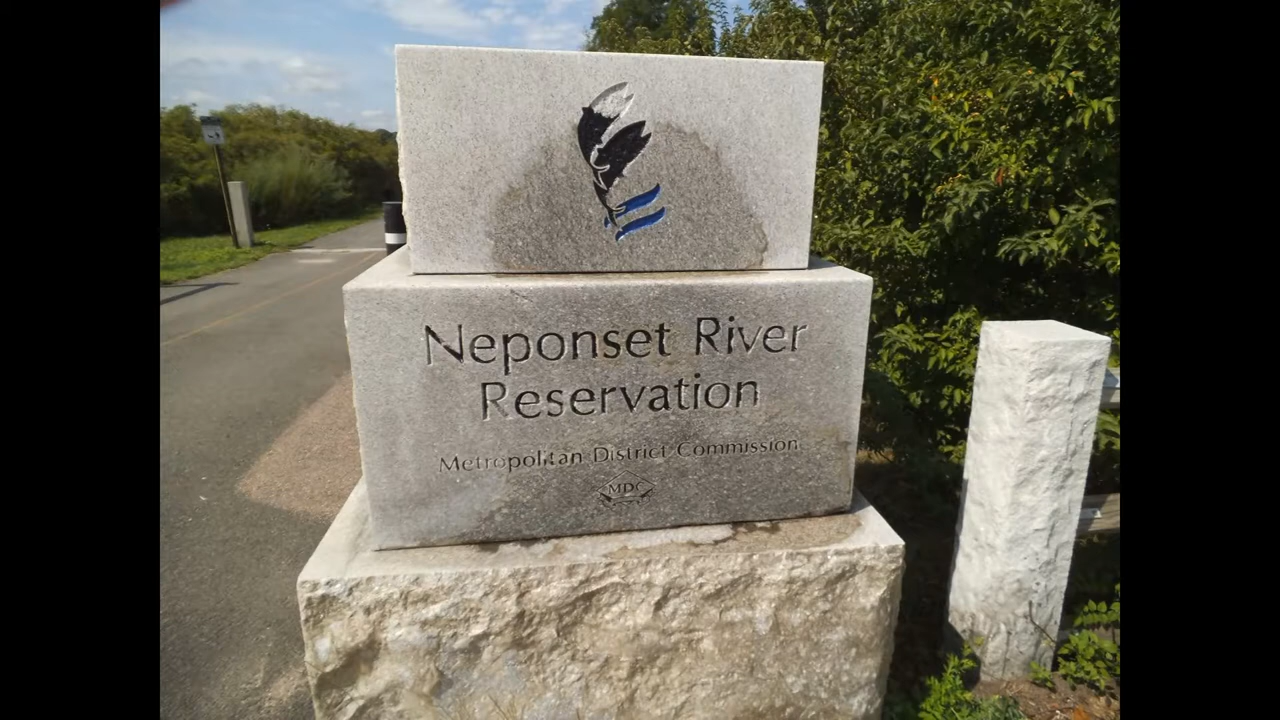 Neponset River
Reservation
Metropolitan District Commission
MDC